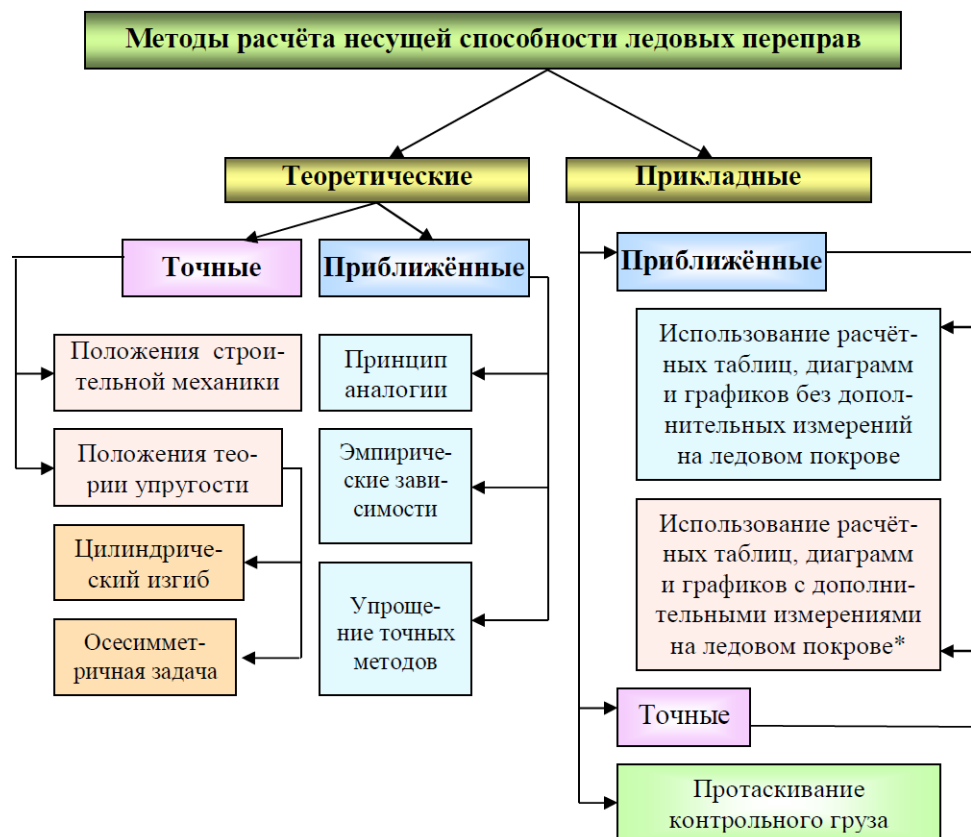 Методы расчёта несущей способности ледовых переправ
Теоретические
Прикладные
Точные
Приближённые
Положения строи-
тельной механики
Положения тео-
рии упругости
Цилиндриче-
ский изгиб
Осесиммет-
ричная задача
Принцип
аналогии
Эмпириче-
ские зави-
симости
Упроще-
ние точных
методов
Приближённые
Использование расчёт-
ных таблиц, диаграмм
и графиков без допол-
нительных измерений
на ледовом покрове
Использование расчёт-
ных таблиц, диаграмм
и графиков с дополни-
тельными измерениями
на ледовом покрове*
Точные
Протаскивание
контрольного груза